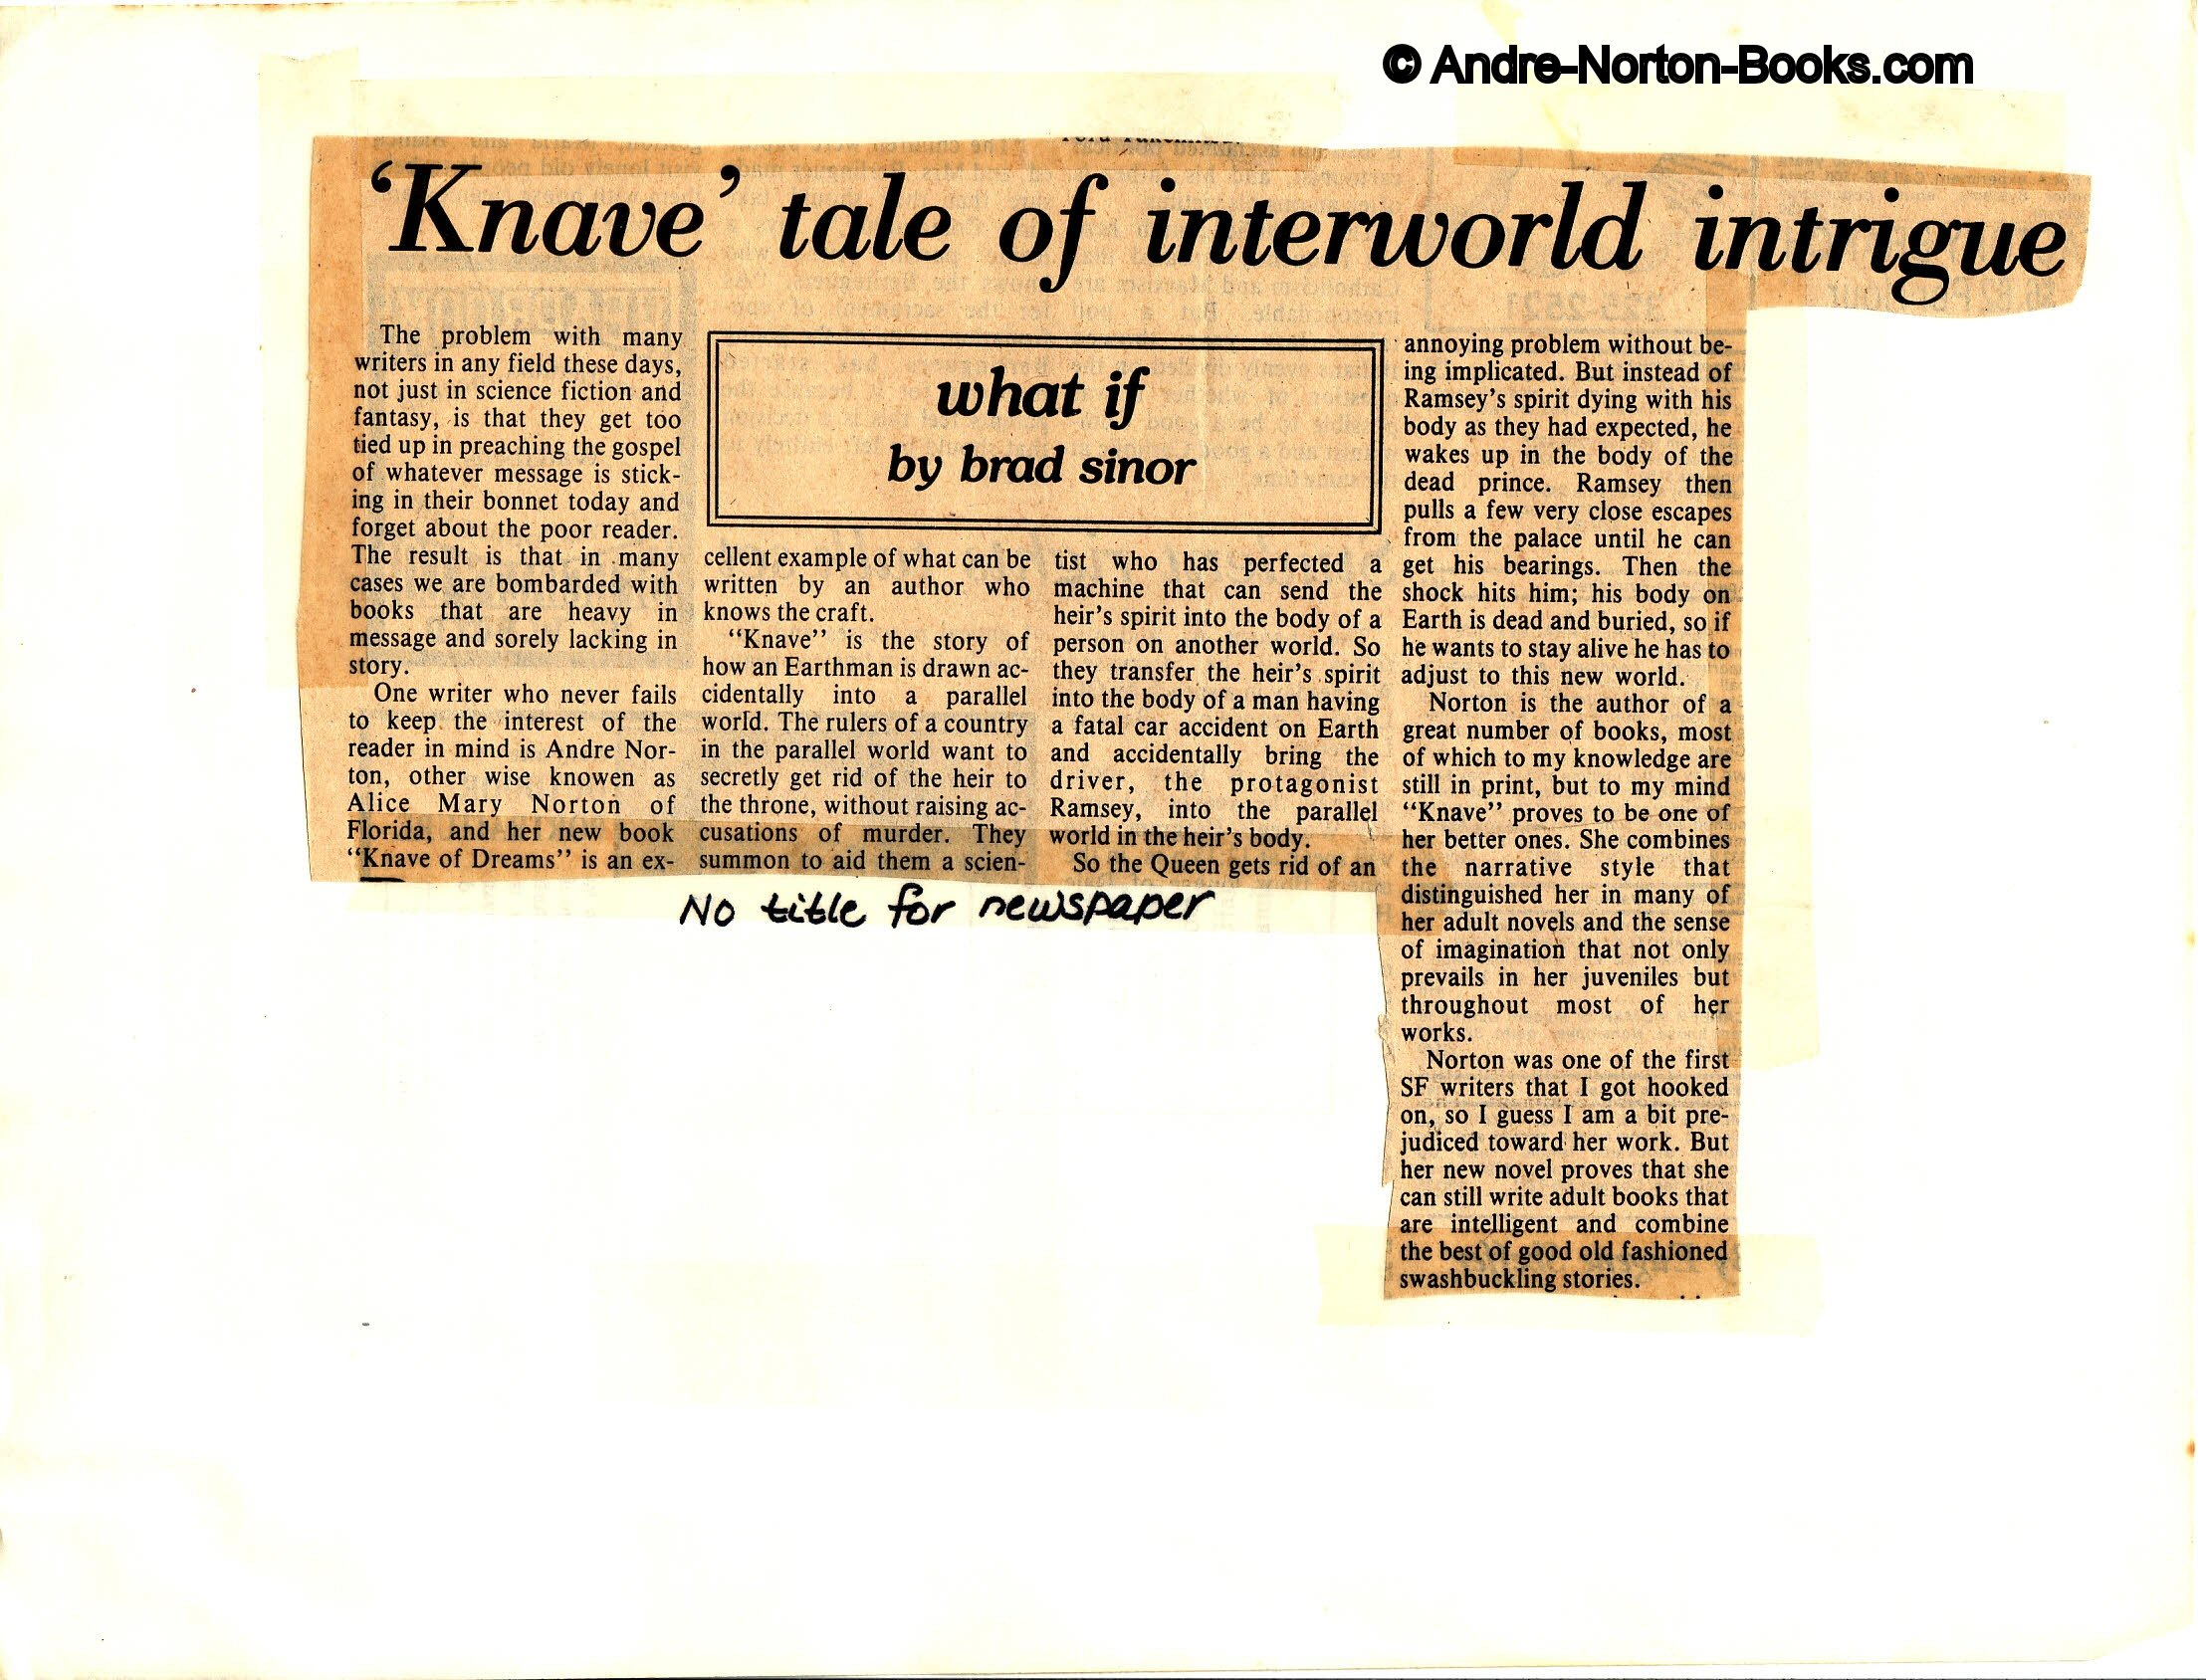 © Andre-Norton-Books.com
‘Knave’ tale of interworld intrigue
what if
by brad sinor
The problem with many
writers in any field these days,
not just in science fiction and
fantasy, is that they get too
tied up in preaching the gospel
of whatever message is stick-
ing in their bonnet today and
forget about the poor reader.
The result is that in many
cases we are bombarded with
books that are heavy in
message and sorely lacking in
story.
One writer who never fails
to keep the interest of the
reader in mind is Andre Nor-
ton, other wise knowen as
Alice Mary Norton of
Florida, and her new book
“Knave of Dreams” is an ex-
cellent example of what can be
written by an author who
knows the craft.
“Knave” is the story of
how an Earthman is drawn ac-
cidentally into a parallel
world. The rulers of a country
in the parallel world want to
secretly get rid of the heir to
the throne, without raising ac-
cusations of murder. They
summon to aid them a scien-
tist who has perfected a
machine that can send the
heir’s spirit into the body of a
person on another world. So
they transfer the heir’s spirit
into the body of a man having
a fatal car accident on Earth
and accidentally bring the
driver, the protagonist
Ramsey, into the parallel
world in the heir’s body.
So the Queen gets rid of an
annoying problem without be-
ing implicated. But instead of
Ramsey’s spirit dying with his
body as they had expected, he
wakes up in the body of the
dead prince. Ramsey then
pulls a few very close escapes
from the palace until he can
get his bearings. Then the
shock hits him; his body on
Earth is dead and buried, so if
he wants to stay alive he has to
adjust to this new world.
Norton is the author of a
great number of books, most
of which to my knowledge are
still in print, but to my mind
“Knave” proves to be one of
her better ones. She combines
the narrative style that
distinguished her in many of
her adult novels and the sense
of imagination that not only
prevails in her juveniles but
throughout most of her
works.
Norton was one of the first
SF writers that I got hooked
on, so I guess I am a bit pre-
judiced toward her work. But
her new novel proves that she
can still write adult books that
are intelligent and combine
the best of good old fashioned
swashbuckling stories.
No title for newspaper